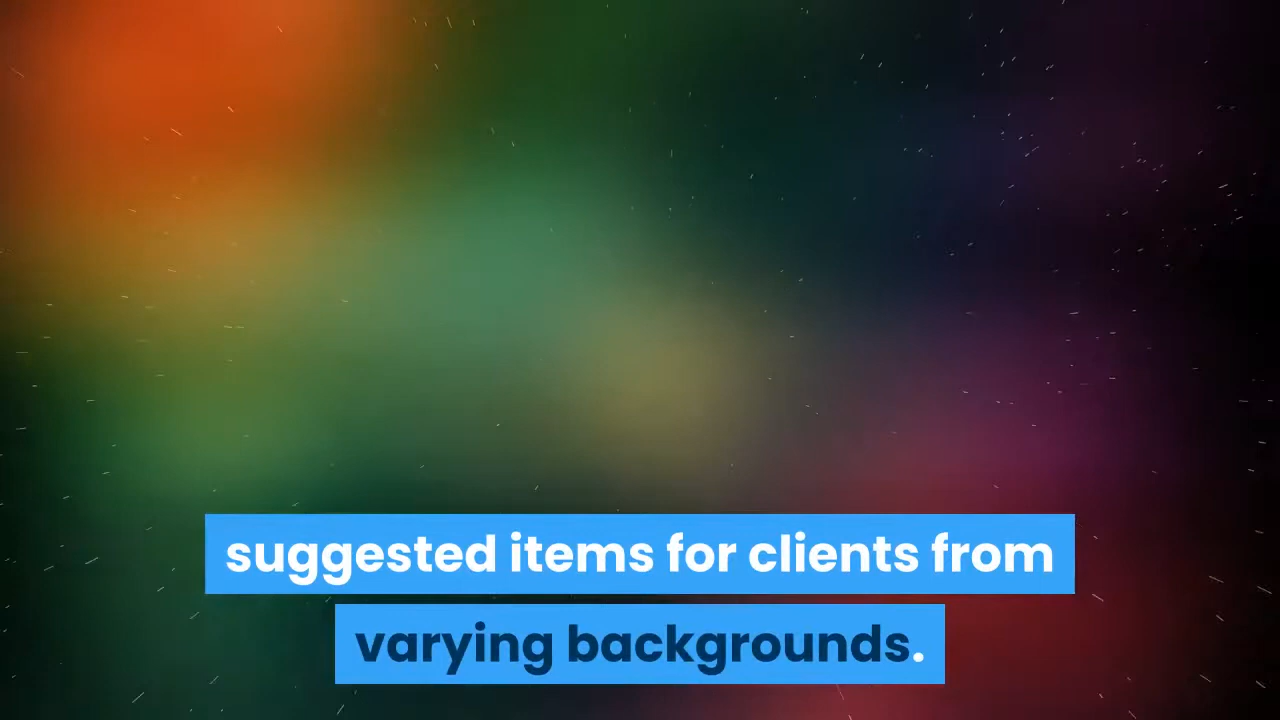 suggested items for clients from
varying backgrounds.